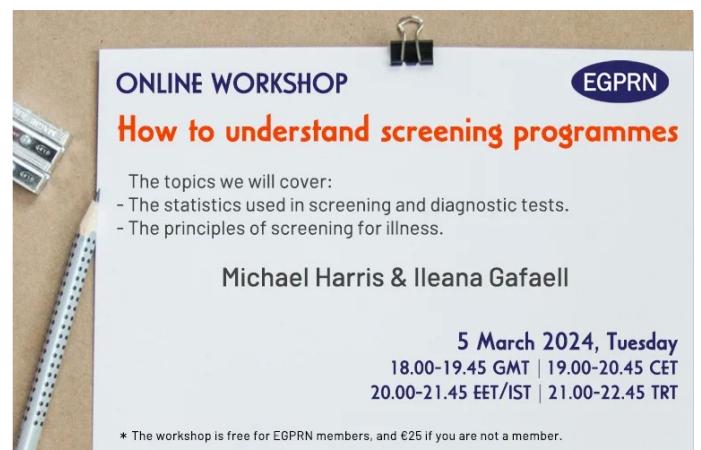 ONLINE WORKSHOP
EGPRN
How to understand screening programmes
The topics we will cover:
- The statistics used in screening and diagnostic tests.
- The principles of screening for illness.
Michael Harris & Ileana Gafaell
5 March 2024, Tuesday
18.00-19.45 GMT | 19.00-20.45 CET
20.00-21.45 EET/IST | 21.00-22.45 TRT
* The workshop is free for EGPRN members, and €25 if you are not a member.